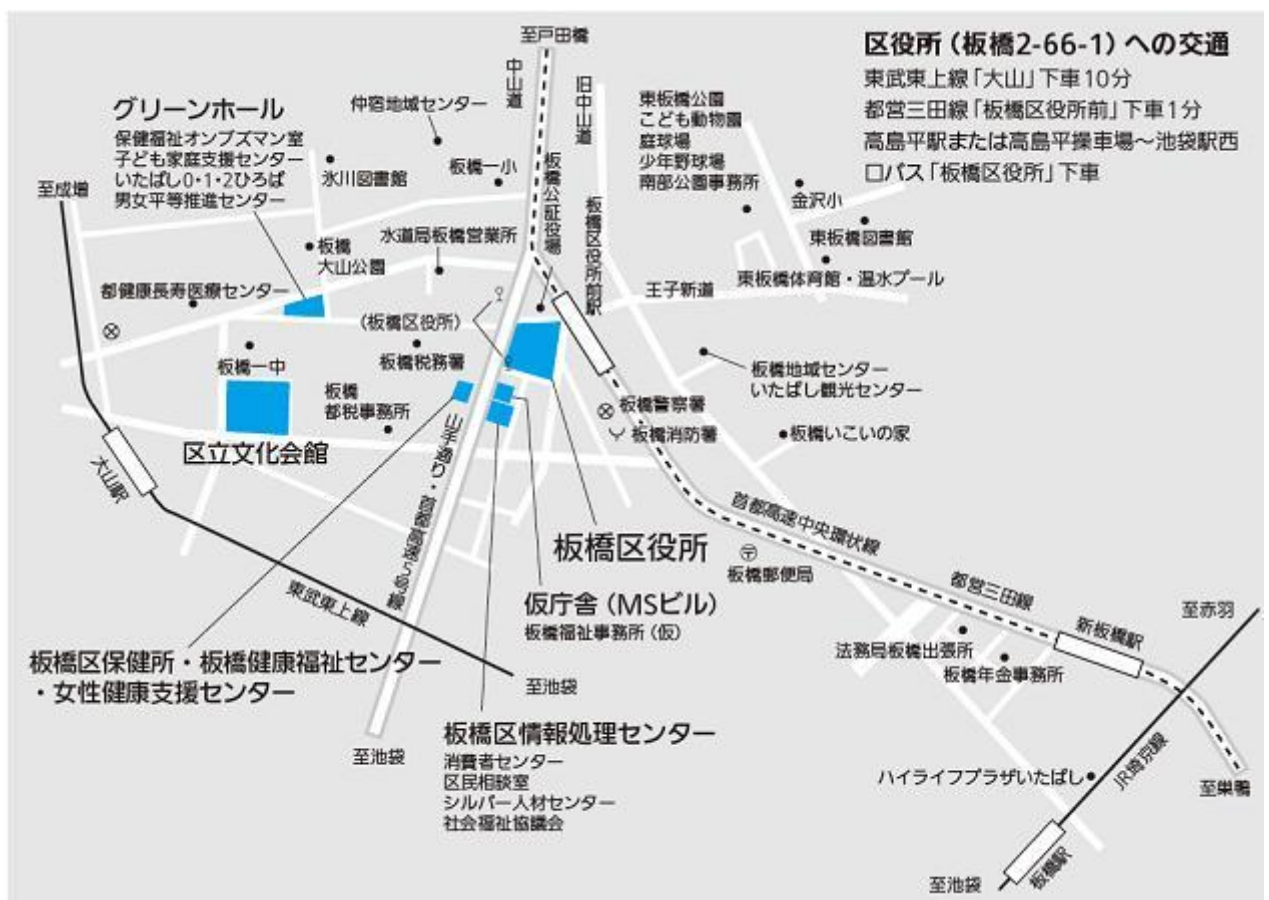 至戸田橋
中山道
旧中山道
区役所（板橋2-66-1）への交通
東武東上線「大山」下車10分
都営三田線「板橋区役所前」下車1分
高島平駅または高島平操車場〜池袋駅西
口バス「板橋区役所」下車
グリーンホール
保健福祉オンブズマン室
子ども家庭支援センター
いたばし0・1・2ひろば
男女平等推進センター
仲宿地域センター
氷川図書館
板橋一小
板橋公証役場
板橋区役所前駅
東板橋公園
こども動物園
庭球場
少年野球場
南部公園事務所
金沢小
東板橋図書館
東板橋体育館・温水プール
至成増
板橋
大山公園
水道局板橋営業所
都健康長寿医療センター
王子新道
（板橋区役所）
板橋一中
板橋税務署
板橋
都税事務所
板橋地域センター
いたばし観光センター
板橋警察署
板橋消防署
板橋いこいの家
区立文化会館
大山駅
山手通り・首都高速5号線
首都高速中央環状線
板橋区役所
板橋郵便局
東武東上線
仮庁舎（MSビル）
板橋福祉事務所（仮）
都営三田線
新板橋駅
至赤羽
法務局板橋出張所
板橋年金事務所
板橋区保健所・板橋健康福祉センター
・女性健康支援センター
至池袋
至池袋
板橋区情報処理センター
消費者センター
区民相談室
シルバー人材センター
社会福祉協議会
ハイライフプラザいたばし
JR埼京線
至巣鴨
板橋駅
至池袋